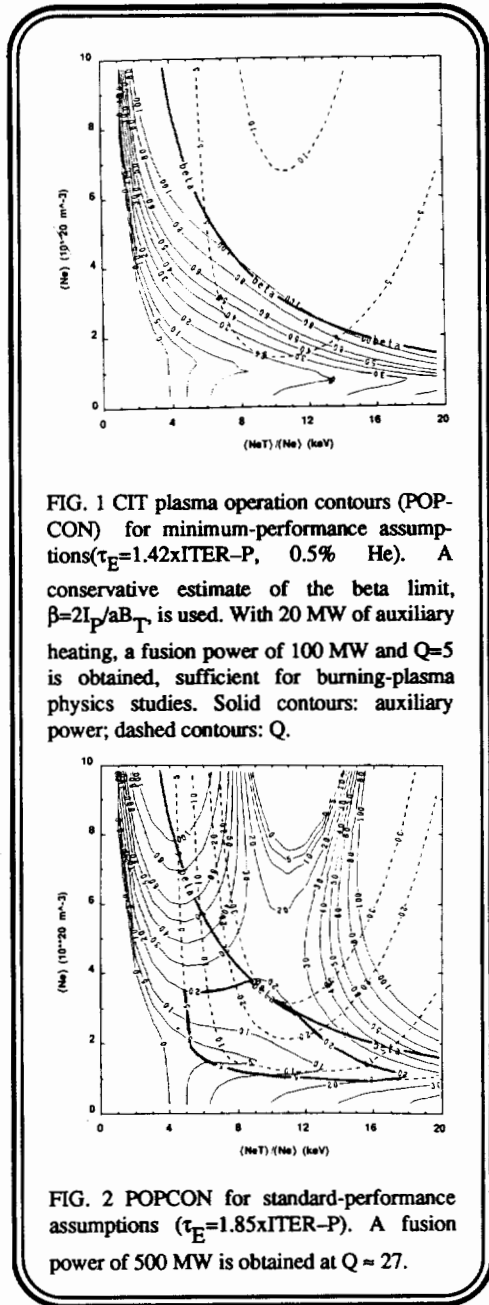 10
8
6
4
2
0
⟨Ne⟩ (10**20 m^-3)
beta
beta
beta
0 4 8 12 16 20
⟨NeT⟩/⟨Ne⟩ (keV)
FIG. 1 CIT plasma operation contours (POP-
CON) for minimum-performance assump-
tions(τE=1.42xITER–P, 0.5% He). A
conservative estimate of the beta limit,
β=2IP/aBT, is used. With 20 MW of auxiliary
heating, a fusion power of 100 MW and Q=5
is obtained, sufficient for burning-plasma
physics studies. Solid contours: auxiliary
power; dashed contours: Q.
10
8
6
4
2
0
⟨Ne⟩ (10**20 m^-3)
beta
beta
beta
0 4 8 12 16 20
⟨NeT⟩/⟨Ne⟩ (keV)
FIG. 2 POPCON for standard-performance
assumptions (τE=1.85xITER–P). A fusion
power of 500 MW is obtained at Q ≈ 27.